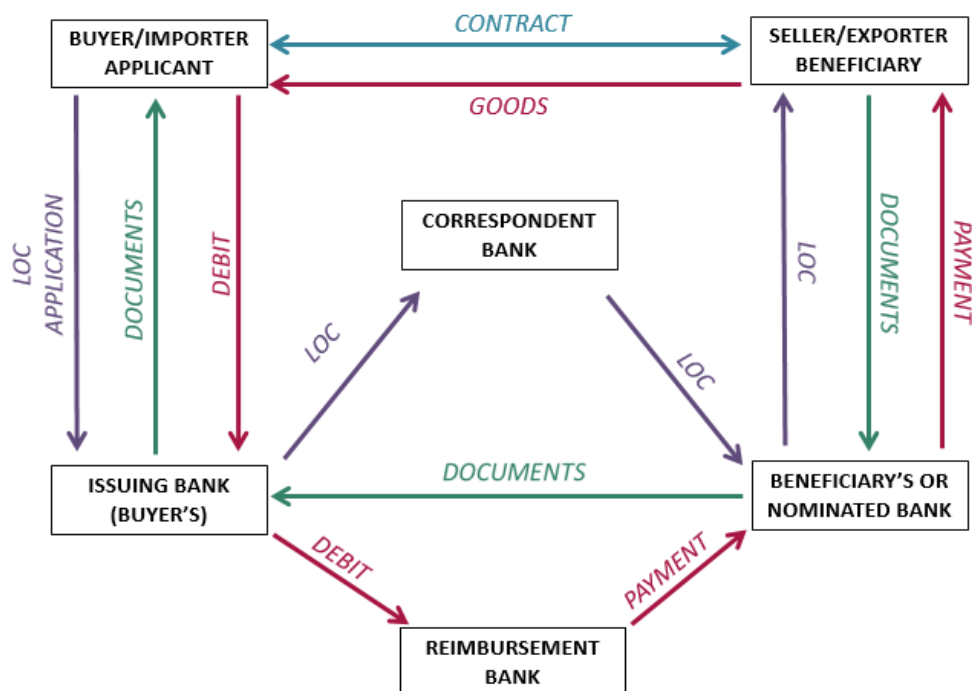 BUYER/IMPORTER
APPLICANT
CONTRACT
SELLER/EXPORTER
BENEFICIARY
GOODS
LOC
APPLICATION
DOCUMENTS
DEBIT
CORRESPONDENT
BANK
LOC
DOCUMENTS
PAYMENT
LOC
LOC
ISSUING BANK
(BUYER'S)
DOCUMENTS
BENEFICIARY'S OR
NOMINATED BANK
DEBIT
PAYMENT
REIMBURSEMENT
BANK